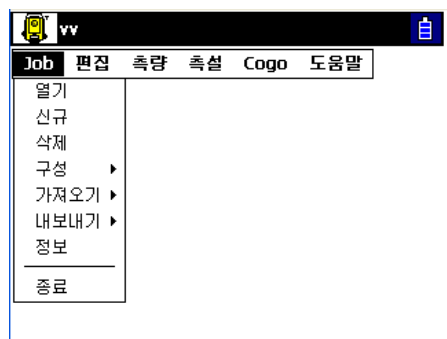 vv
Job 편집 측량 측설 Cogo 도움말
열기
신규
삭제
구성
가져오기
내보내기
정보
종료